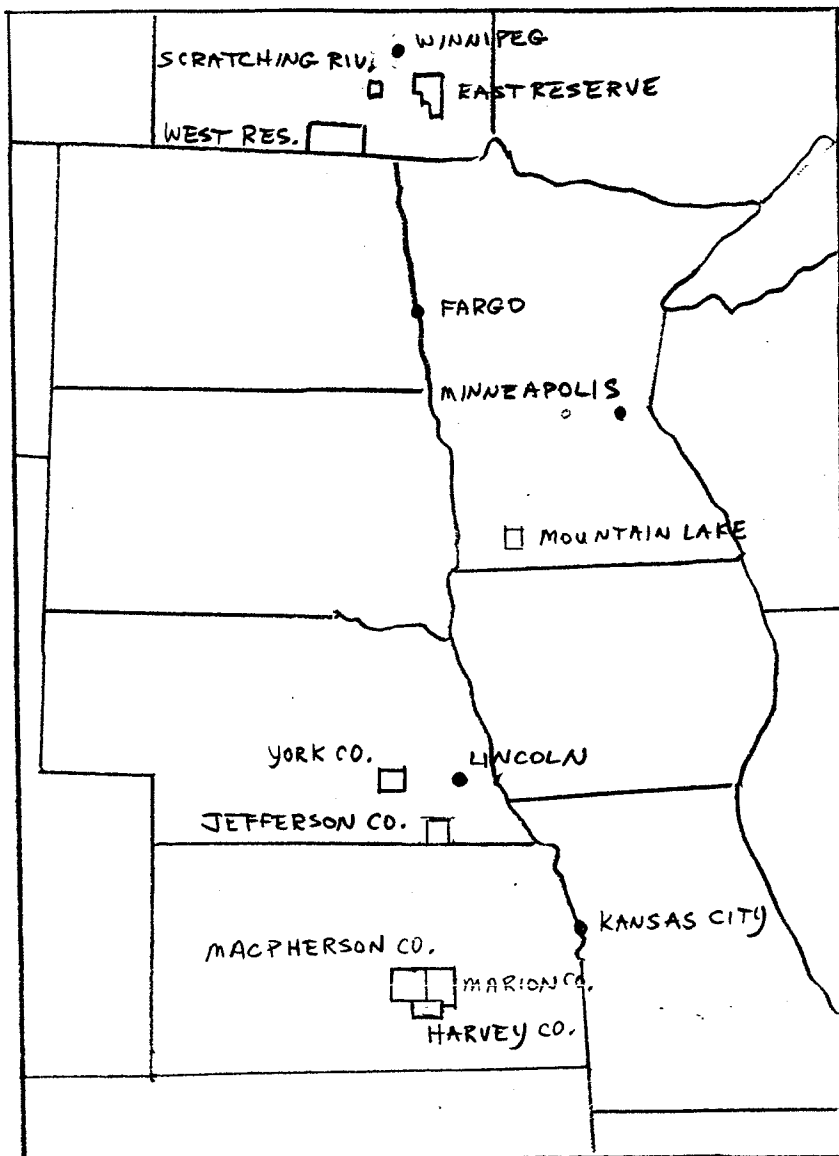 WINNIPEG
SCRATCHING RIV.
EAST RESERVE
WEST RES.
FARGO
MINNEAPOLIS
MOUNTAIN LAKE
YORK CO.
LINCOLN
JEFFERSON CO.
KANSAS CITY
MACPHERSON CO.
MARION CO.
HARVEY CO.